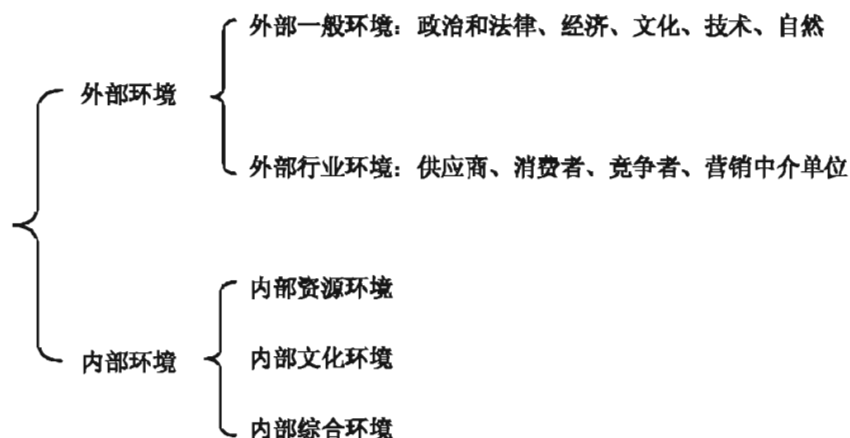 外部一般环境：政治和法律、经济、文化、技术、自然
外部环境
外部行业环境：供应商、消费者、竞争者、营销中介单位
内部资源环境
内部环境
内部文化环境
内部综合环境